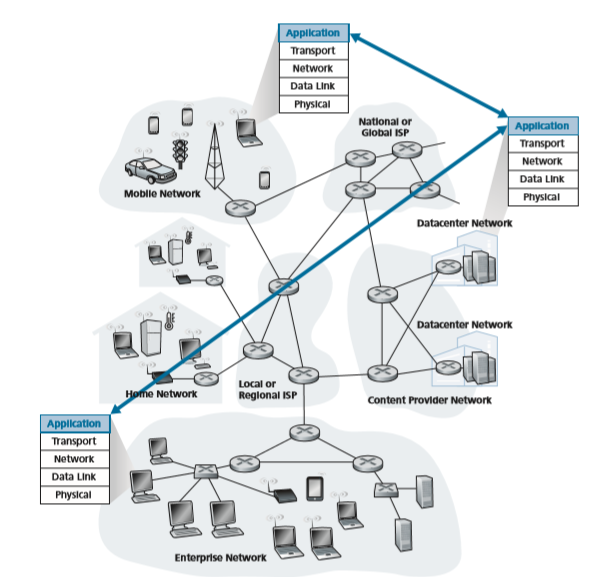 Application
Transport
Network
Data Link
Physical
National or
Global ISP
Application
Transport
Network
Data Link
Physical
Mobile Network
Datacenter Network
Datacenter Network
Home Network
Local or
Regional ISP
Content Provider Network
Application
Transport
Network
Data Link
Physical
Enterprise Network